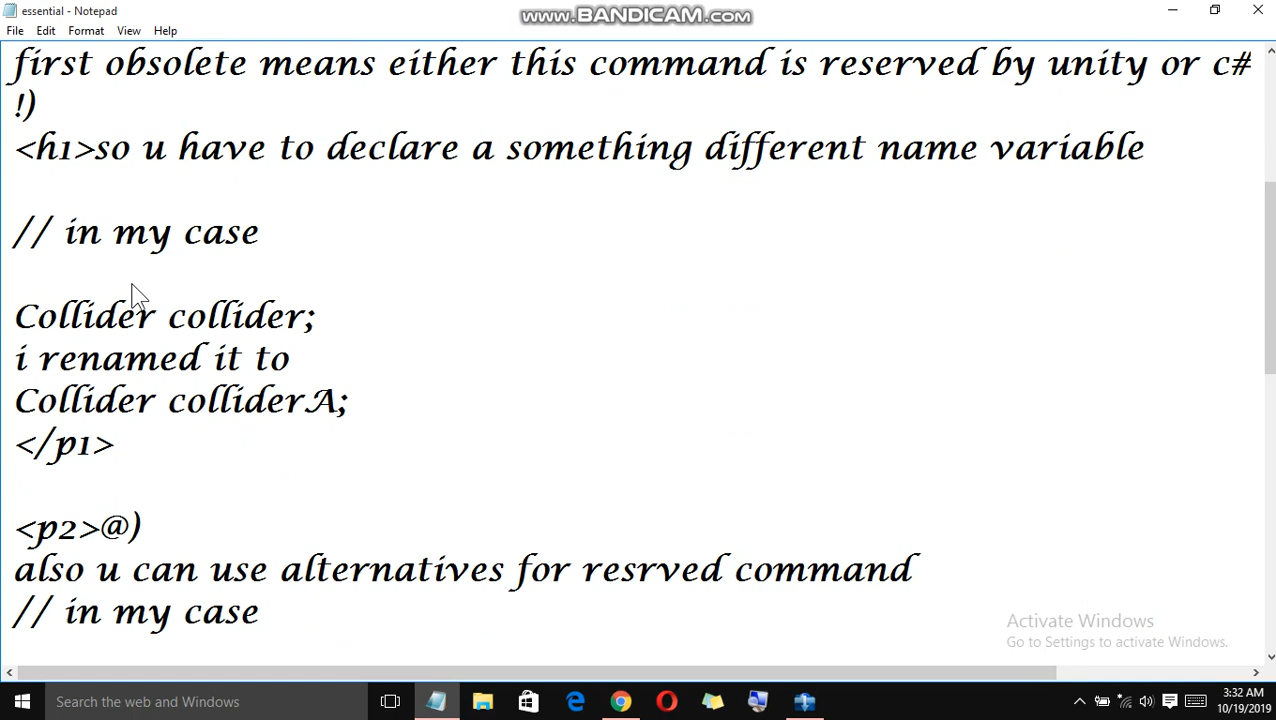 essential - Notepad
www.BANDICAM.com
File Edit Format View Help
first obsolete means either this command is reserved by unity or c#
!)
<h1>so u have to declare a something different name variable
// in my case
Collider collider;
i renamed it to
Collider colliderA;
</p1>
<p2>@)
also u can use alternatives for resrved command
// in my case
Activate Windows
Go to Settings to activate Windows.
Search the web and Windows
3:32 AM
10/19/2019